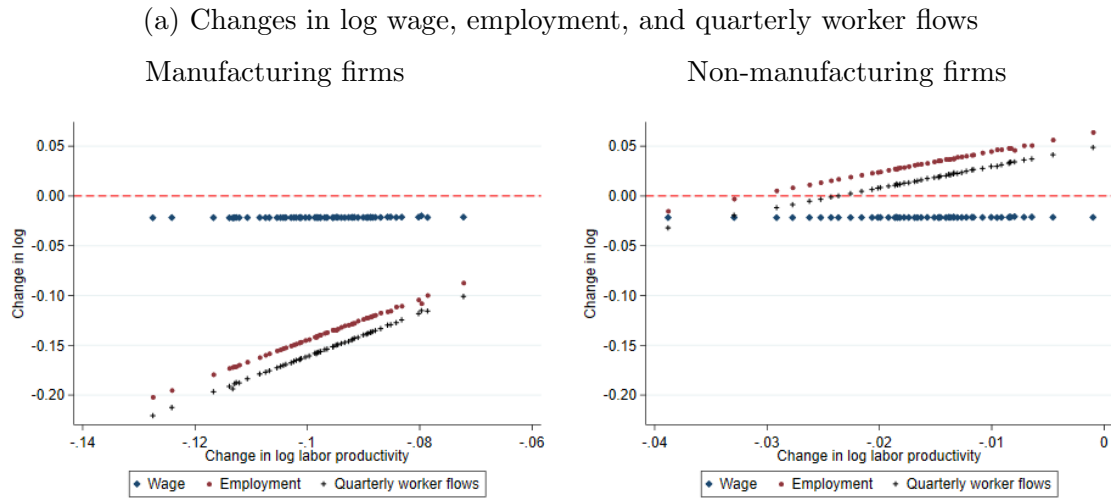 (a) Changes in log wage, employment, and quarterly worker flows
Manufacturing firms
Change in log
0.05
0.00
-0.05
-0.10
-0.15
-0.20
-.14
-.12
-.1
-.08
-.06
Change in log labor productivity
Wage
Employment
Quarterly worker flows
Non-manufacturing firms
Change in log
0.05
0.00
-0.05
-0.10
-0.15
-0.20
-.04
-.03
-.02
-.01
0
Change in log labor productivity
Wage
Employment
Quarterly worker flows